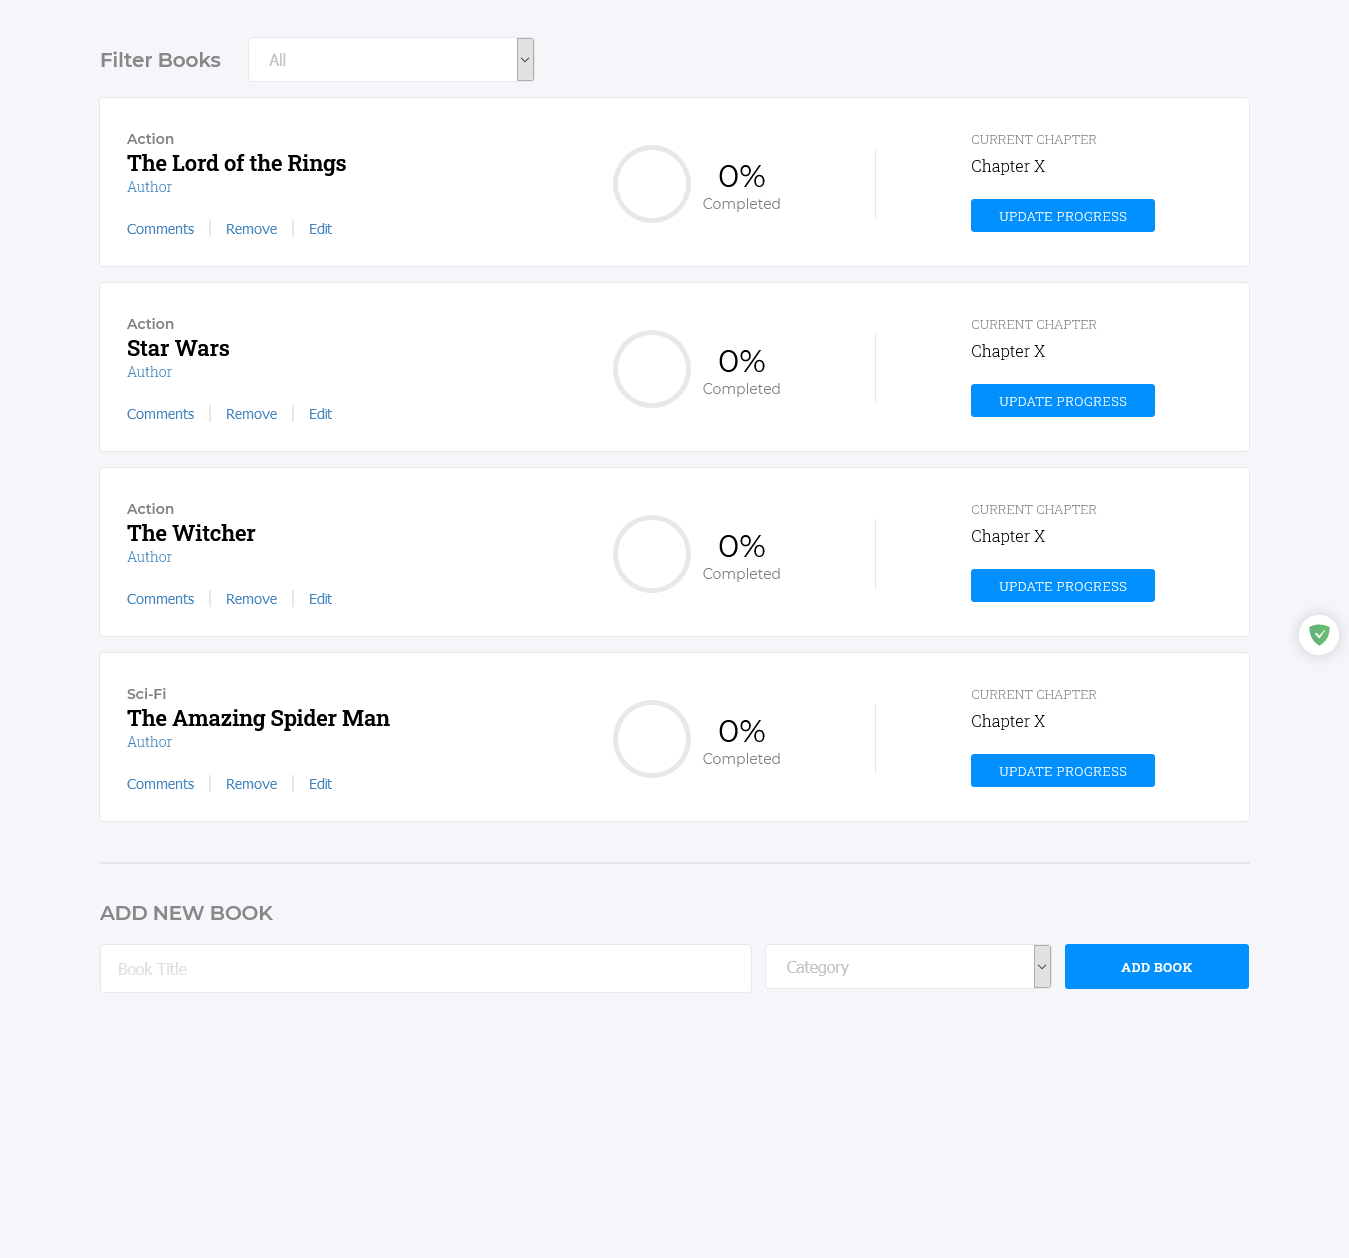 Filter Books
All
Action
The Lord of the Rings
Author
Comments Remove Edit
0%
Completed
CURRENT CHAPTER
Chapter X
UPDATE PROGRESS
Action
Star Wars
Author
Comments Remove Edit
0%
Completed
CURRENT CHAPTER
Chapter X
UPDATE PROGRESS
Action
The Witcher
Author
Comments Remove Edit
0%
Completed
CURRENT CHAPTER
Chapter X
UPDATE PROGRESS
Sci-Fi
The Amazing Spider Man
Author
Comments Remove Edit
0%
Completed
CURRENT CHAPTER
Chapter X
UPDATE PROGRESS
ADD NEW BOOK
Book Title
Category
ADD BOOK